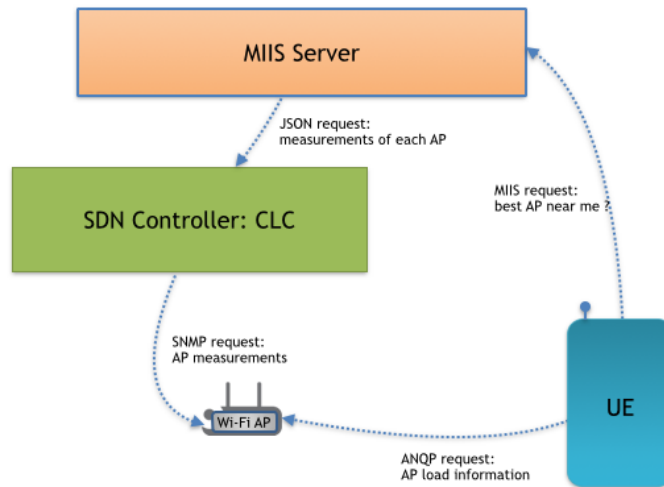 MIIS Server
JSON request:
measurements of each AP
MIIS request:
best AP near me ?
SDN Controller: CLC
SNMP request:
AP measurements
Wi-Fi AP
UE
ANQP request:
AP load information